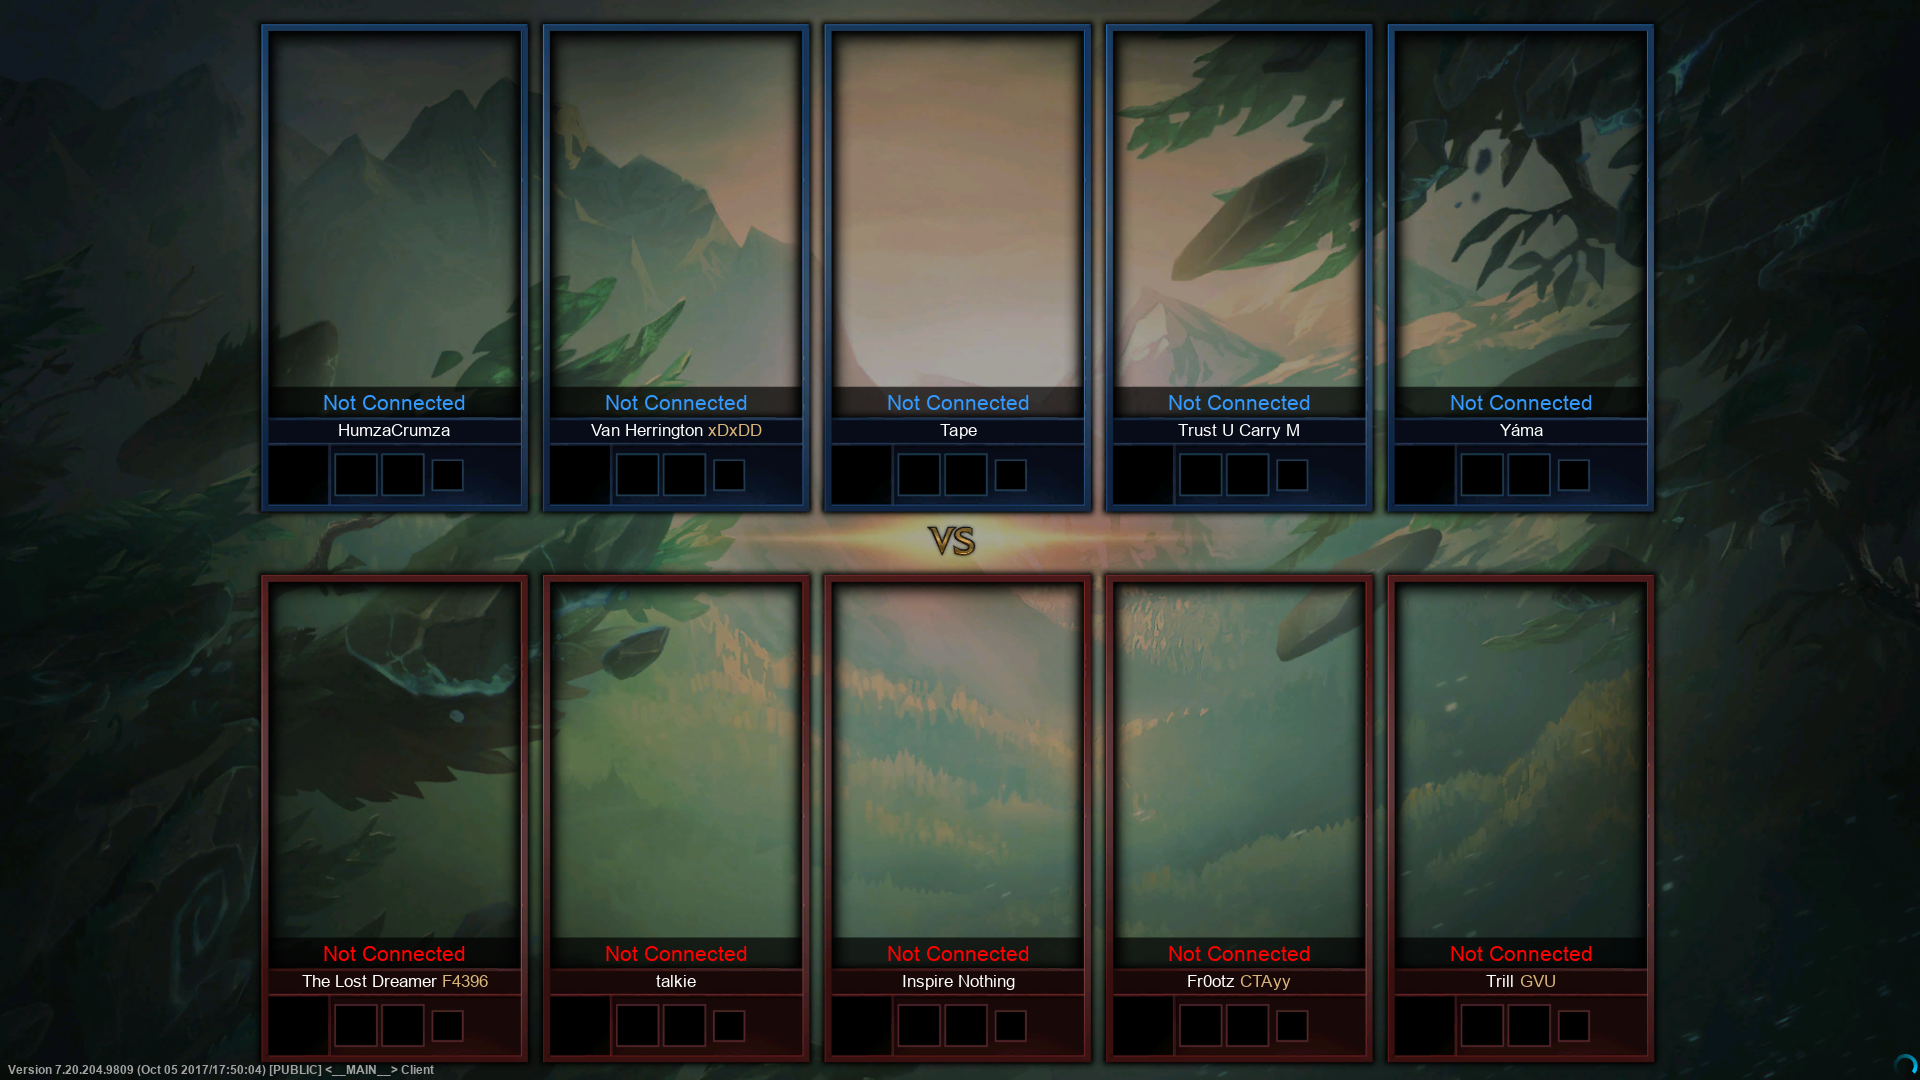 Not Connected
HumzaCrumza
Not Connected
Van Herrington xDxDD
Not Connected
Tape
Not Connected
Trust U Carry M
Not Connected
Yáma
VS
Not Connected
The Lost Dreamer F4396
Not Connected
talkie
Not Connected
Inspire Nothing
Not Connected
Fr0otz CTAyy
Not Connected
Trill GVU
Version 7.20.204.9809 (Oct 05 2017/17:50:04) [PUBLIC] <__MAIN__> Client